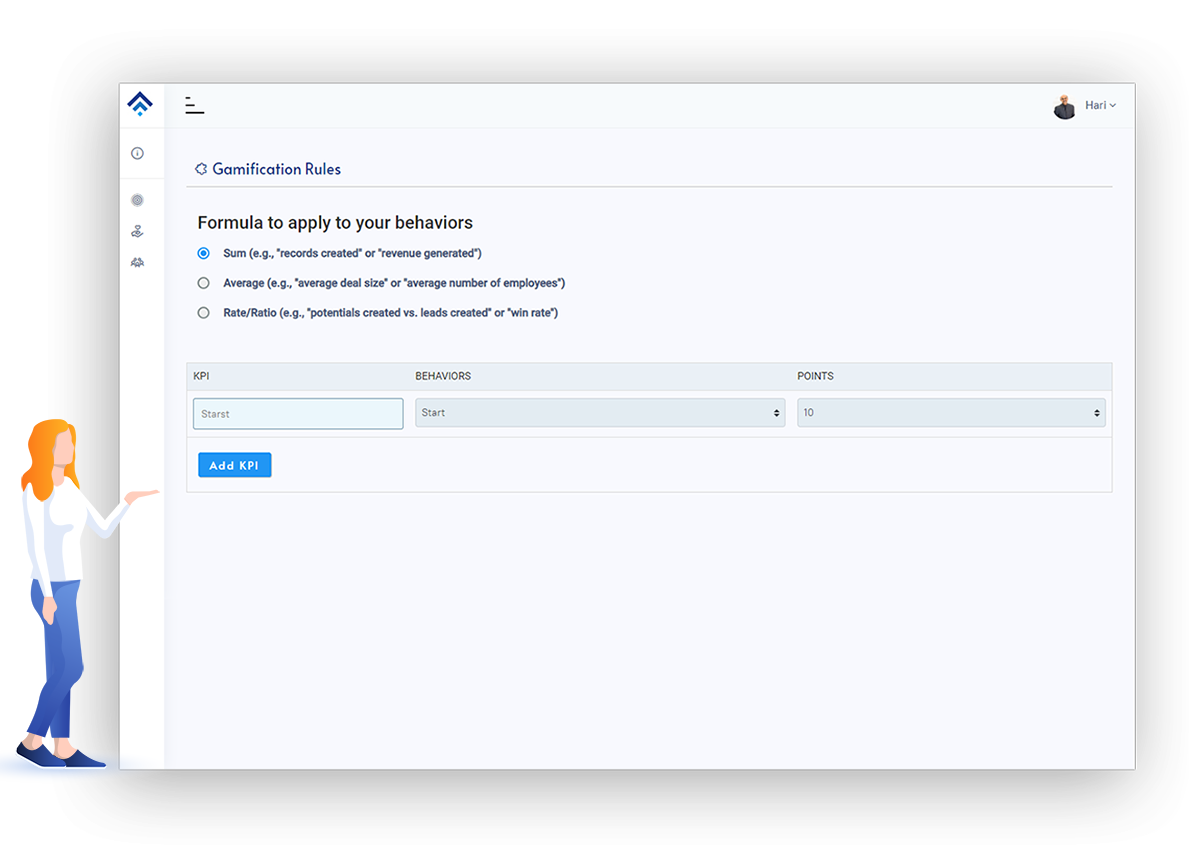 Hari
Gamification Rules
Formula to apply to your behaviors
Sum (e.g., "records created" or "revenue generated")
Average (e.g., "average deal size" or "average number of employees")
Rate/Ratio (e.g., "potentials created vs. leads created" or "win rate")
KPI BEHAVIORS POINTS
Starst Start 10
Add KPI